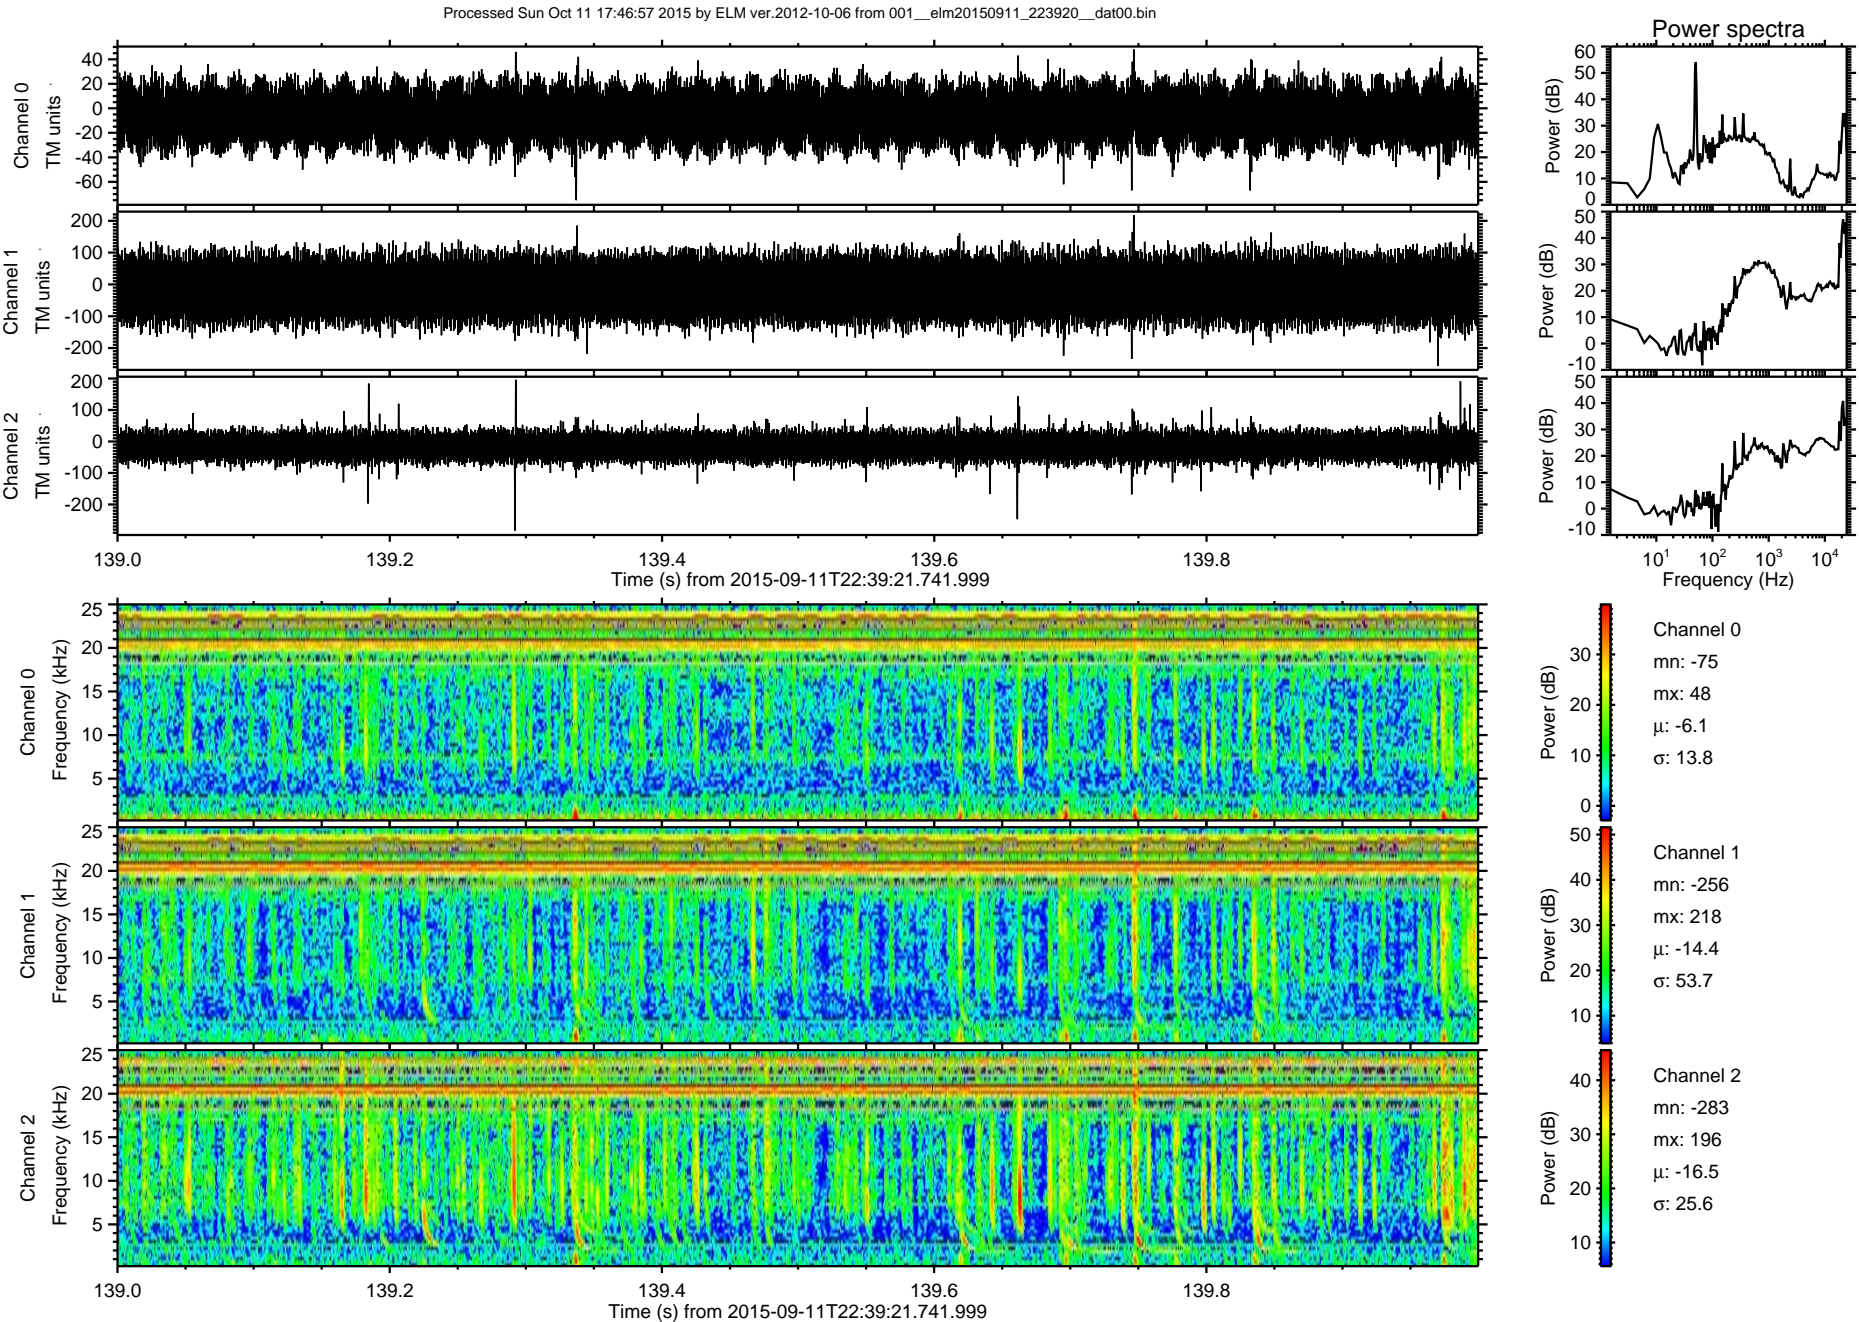 Processed Sun Oct 11 17:46:57 2015 by ELM ver.2012-10-06 from 001__elm20150911_223920__dat00.bin
Power spectra
Channel 0
TM units
40
20
0
-20
-40
-60
Power (dB)
60
50
40
30
20
10
0
Channel 1
TM units
200
100
0
-100
-200
Power (dB)
50
40
30
20
10
0
-10
Channel 2
TM units
200
100
0
-100
-200
Power (dB)
50
40
30
20
10
0
-10
139.0 139.2 139.4 139.6 139.8
Time (s) from 2015-09-11T22:39:21.741.999
10^1 10^2 10^3 10^4
Frequency (Hz)
Channel 0
Frequency (kHz)
25
20
15
10
5
Power (dB)
30
20
10
0
Channel 0
mn: -75
mx: 48
μ: -6.1
σ: 13.8
Channel 1
Frequency (kHz)
25
20
15
10
5
Power (dB)
50
40
30
20
10
Channel 1
mn: -256
mx: 218
μ: -14.4
σ: 53.7
Channel 2
Frequency (kHz)
25
20
15
10
5
Power (dB)
40
30
20
10
Channel 2
mn: -283
mx: 196
μ: -16.5
σ: 25.6
139.0 139.2 139.4 139.6 139.8
Time (s) from 2015-09-11T22:39:21.741.999